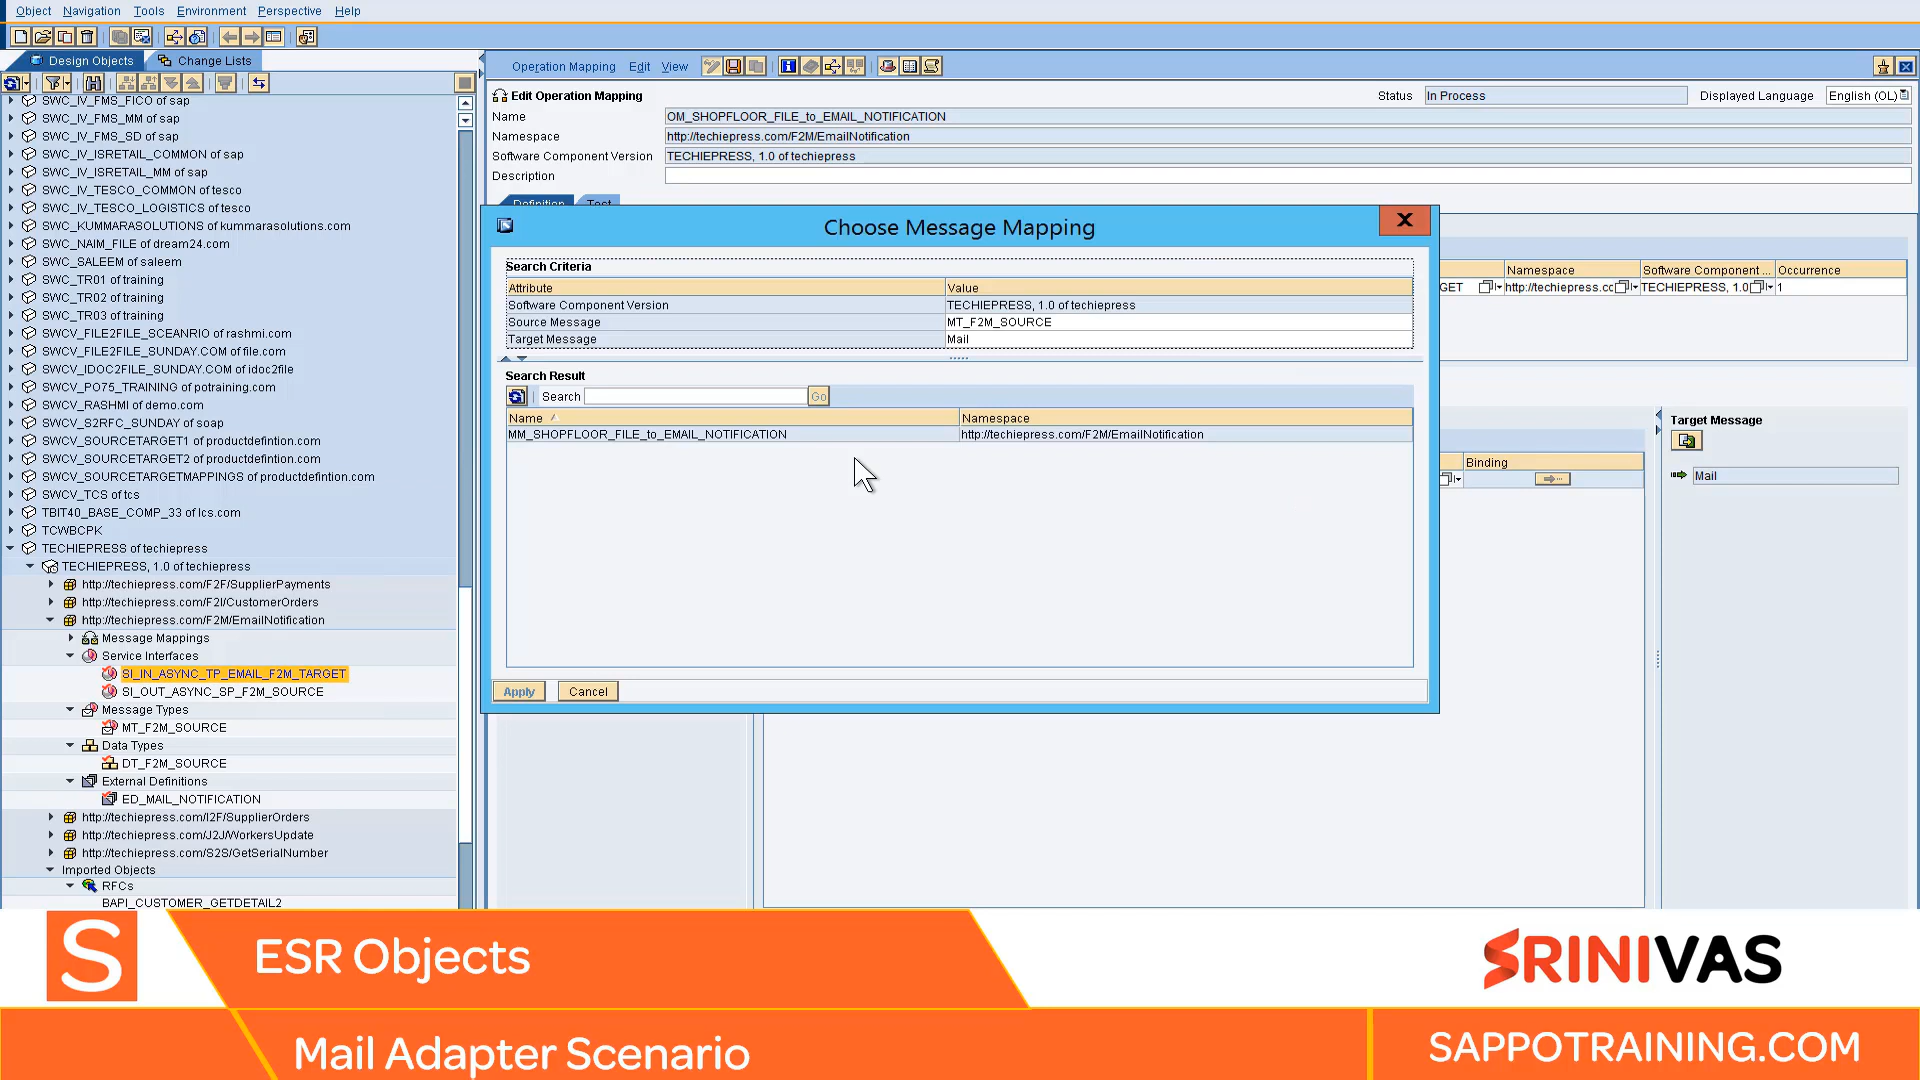 Object Navigation Tools Environment Perspective Help
Design Objects Change Lists
SWC_IV_FMS_FICO of sap
SWC_IV_FMS_MM of sap
SWC_IV_FMS_SD of sap
SWC_IV_ISRETAIL_COMMON of sap
SWC_IV_ISRETAIL_MM of sap
SWC_IV_TESCO_COMMON of tesco
SWC_IV_TESCO_LOGISTICS of tesco
SWC_KUMMARASOLUTIONS of kummarasolutions.com
SWC_NAIM_FILE of dream24.com
SWC_SALEEM of saleem
SWC_TR01 of training
SWC_TR02 of training
SWC_TR03 of training
SWCV_FILE2FILE_SCEANRIO of rashmi.com
SWCV_FILE2FILE_SUNDAY.COM of file.com
SWCV_IDOC2FILE_SUNDAY.COM of idoc2file
SWCV_PO75_TRAINING of potraining.com
SWCV_RASHMI of demo.com
SWCV_S2RFC_SUNDAY of soap
SWCV_SOURCETARGET1 of productdefintion.com
SWCV_SOURCETARGET2 of productdefintion.com
SWCV_SOURCETARGETMAPPINGS of productdefintion.com
SWCV_TCS of tcs
TBIT40_BASE_COMP_33 of lcs.com
TCWBCPK
TECHIEPRESS of techiepress
TECHIEPRESS, 1.0 of techiepress
http://techiepress.com/F2F/SupplierPayments
http://techiepress.com/F2I/CustomerOrders
http://techiepress.com/F2M/EmailNotification
Message Mappings
Service Interfaces
SI_IN_ASYNC_TP_EMAIL_F2M_TARGET
SI_OUT_ASYNC_SP_F2M_SOURCE
Message Types
MT_F2M_SOURCE
Data Types
DT_F2M_SOURCE
External Definitions
ED_MAIL_NOTIFICATION
http://techiepress.com/I2F/SupplierOrders
http://techiepress.com/J2J/WorkersUpdate
http://techiepress.com/S2S/GetSerialNumber
Imported Objects
RFCs
BAPI_CUSTOMER_GETDETAIL2
Operation Mapping Edit View
Edit Operation Mapping Status In Process Displayed Language English (OL)
Name OM_SHOPFLOOR_FILE_to_EMAIL_NOTIFICATION
Namespace http://techiepress.com/F2M/EmailNotification
Software Component Version TECHIEPRESS, 1.0 of techiepress
Description
Definition Test
Choose Message Mapping
Search Criteria
Attribute Value
Software Component Version TECHIEPRESS, 1.0 of techiepress
Source Message MT_F2M_SOURCE
Target Message Mail
Search Result
Search Go
Name Namespace
MM_SHOPFLOOR_FILE_to_EMAIL_NOTIFICATION http://techiepress.com/F2M/EmailNotification
Apply Cancel
Namespace Software Component ... Occurrence
GET http://techiepress.cc TECHIEPRESS, 1.0 1
Binding
Target Message
Mail
S ESR Objects
SRINIVAS
Mail Adapter Scenario
SAPPOTRAINING.COM